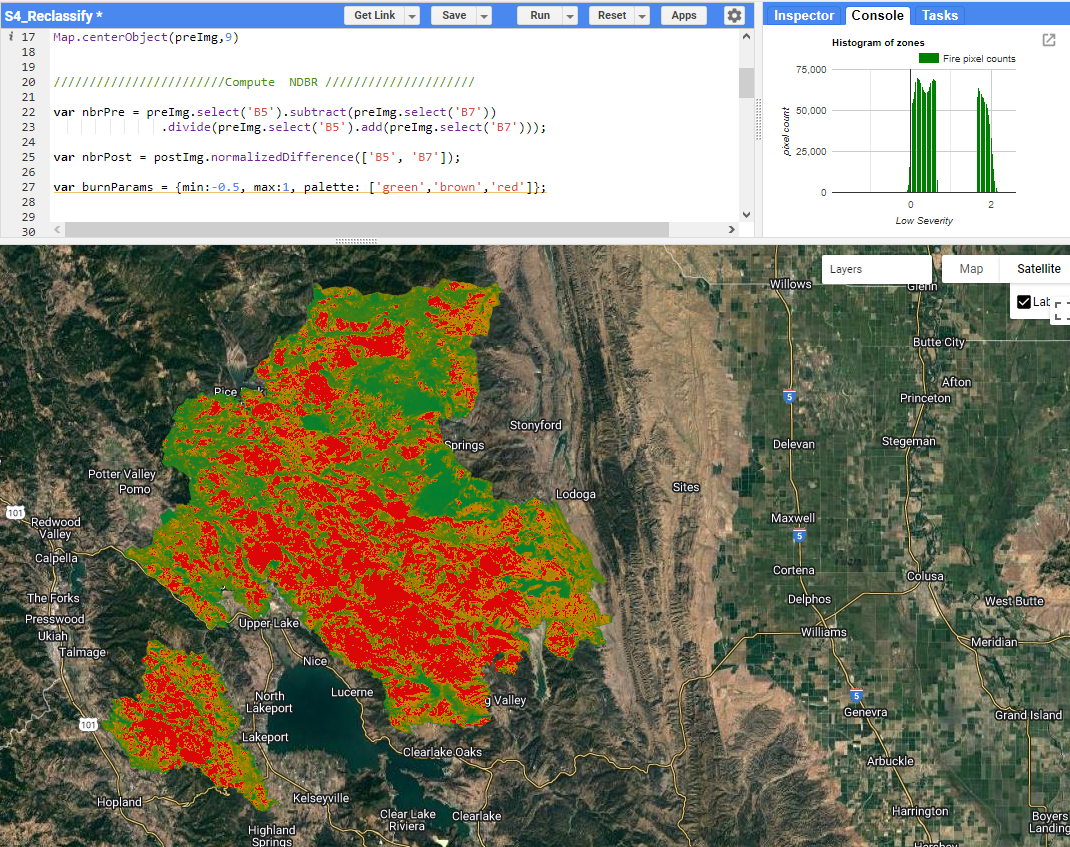 S4_Reclassify *
Get Link
Save
Run
Reset
Apps
Inspector
Console
Tasks
i 17 Map.centerObject(preImg,9)
18
19
20 ////////////////////////Compute  NDBR /////////////////////
21
22 var nbrPre = preImg.select('B5').subtract(preImg.select('B7'))
23 .divide(preImg.select('B5').add(preImg.select('B7')));
24
25 var nbrPost = postImg.normalizedDifference(['B5', 'B7']);
26
27 var burnParams = {min:-0.5, max:1, palette: ['green','brown','red']};
28
29
30
Histogram of zones
Fire pixel counts
75,000
50,000
25,000
0
pixel count
0 2
Low Severity
Layers
Map
Satellite
Willows
Glenn
Butte City
Afton
Princeton
5
Stonyford
Springs
Delevan
Stegeman
Potter Valley
Pomo
Lodoga
Sites
101
Redwood
Valley
Maxwell
5
Calpella
Cortena
Colusa
The Forks
Delphos
West Butte
Presswood
Ukiah
Upper Lake
Williams
Meridian
Talmage
Nice
Lucerne
North
Lakeport
g Valley
5
Genevra
Grand Island
101
Lakeport
Clearlake Oaks
Arbuckle
Hopland
Kelseyville
Clear Lake
Riviera
Clearlake
Harrington
Boyers
Landing
Highland
Springs